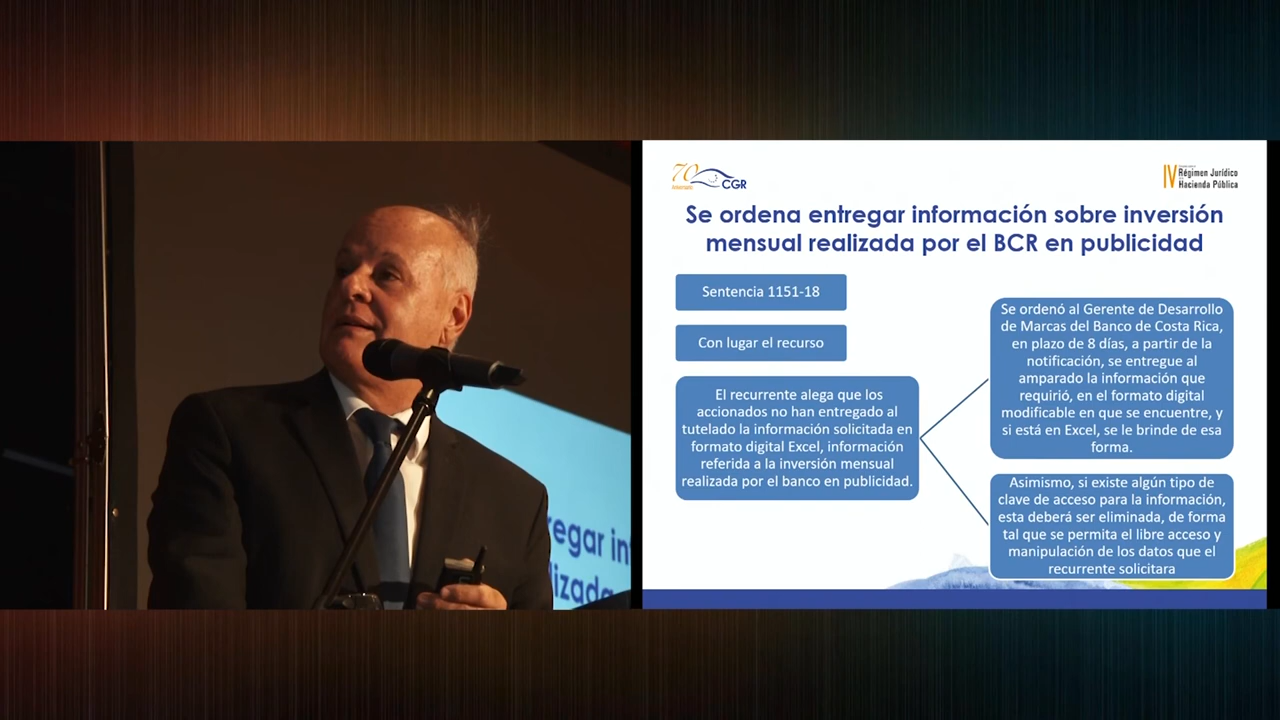 70
Aniversario
CGR
IV
Régimen Jurídico
Hacienda Pública
Se ordena entregar información sobre inversión
mensual realizada por el BCR en publicidad
Sentencia 1151-18
Con lugar el recurso
El recurrente alega que los
accionados no han entregado al
tutelado la información solicitada en
formato digital Excel, información
referida a la inversión mensual
realizada por el banco en publicidad.
Se ordenó al Gerente de Desarrollo
de Marcas del Banco de Costa Rica,
en plazo de 8 días, a partir de la
notificación, se entregue al
amparado la información que
requirió, en el formato digital
modificable en que se encuentre, y
si está en Excel, se le brinde de esa
forma.
Asimismo, si existe algún tipo de
clave de acceso para la información,
esta deberá ser eliminada, de forma
tal que se permita el libre acceso y
manipulación de los datos que el
recurrente solicitara
regar in
lizada